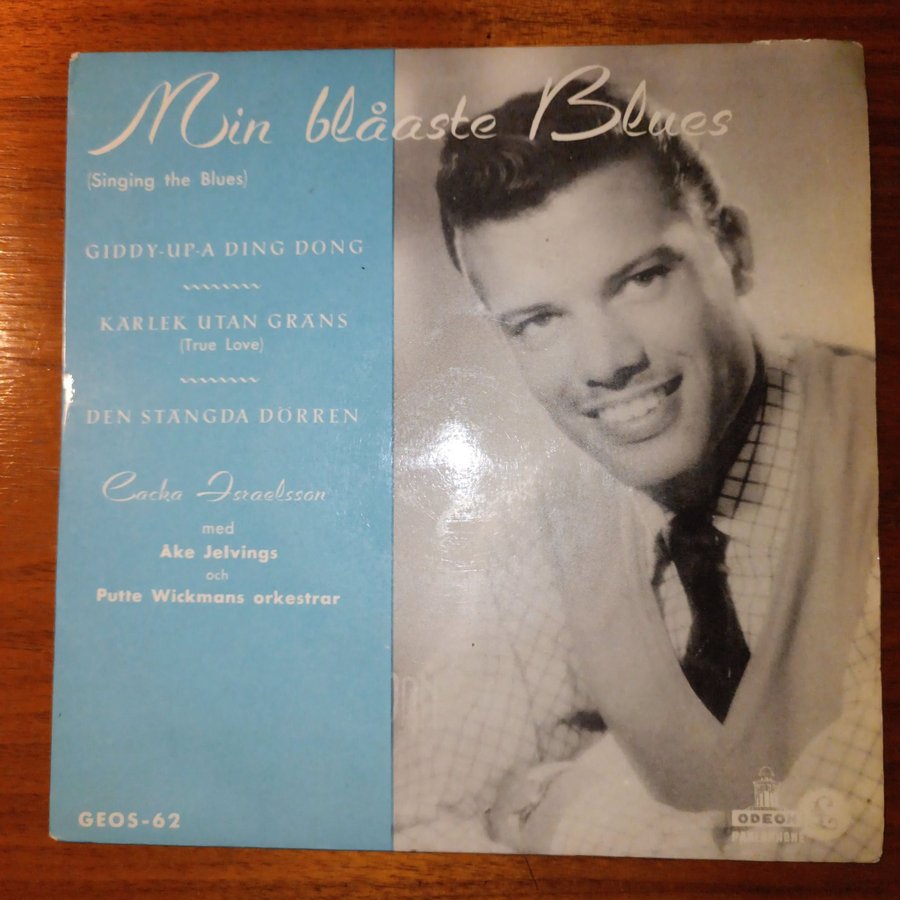 Min blåaste Blues
(Singing the Blues)
GIDDY-UP-A DING DONG
KÄRLEK UTAN GRÄNS
(True Love)
DEN STÄNGDA DÖRREN
Cacka Israelsson
med
Åke Jelvings
och
Putte Wickmans orkestrar
GEOS-62
ODEON
PARLOPHONE